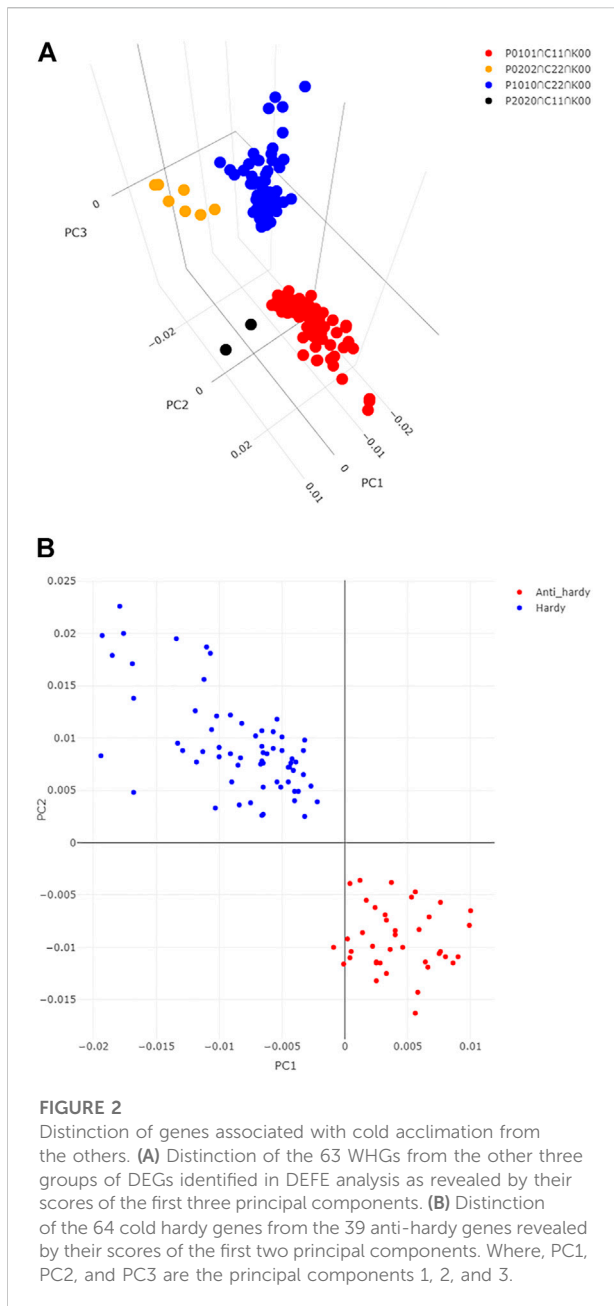 A
P0101∩C11∩K00
P0202∩C22∩K00
P1010∩C22∩K00
P2020∩C11∩K00
0
PC3
−0.02
PC2
0
0.02
0.01
0
PC1
−0.01
−0.02
B
Anti_hardy
Hardy
0.025
0.02
0.015
0.01
0.005
0
−0.005
−0.01
−0.015
PC2
−0.02
−0.015
−0.01
−0.005
0
0.005
0.01
PC1
FIGURE 2
Distinction of genes associated with cold acclimation from
the others. (A) Distinction of the 63 WHGs from the other three
groups of DEGs identified in DEFE analysis as revealed by their
scores of the first three principal components. (B) Distinction
of the 64 cold hardy genes from the 39 anti-hardy genes revealed
by their scores of the first two principal components. Where, PC1,
PC2, and PC3 are the principal components 1, 2, and 3.